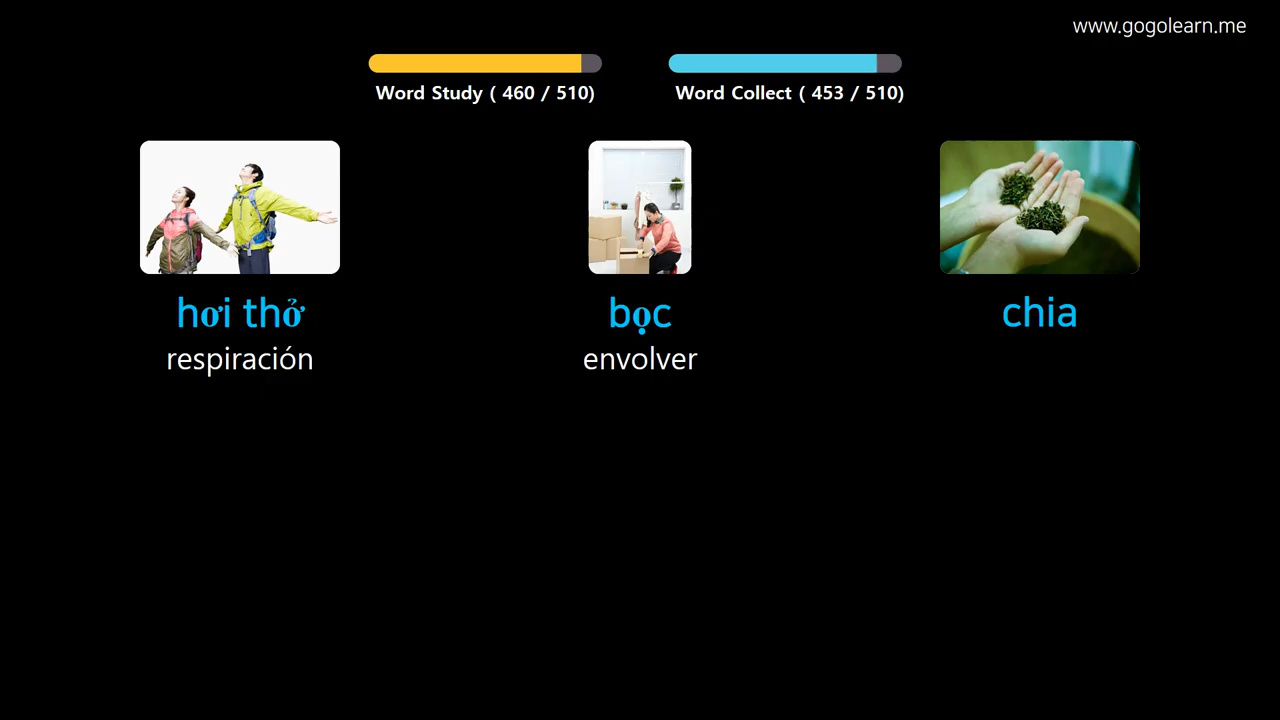 www.gogolearn.me
Word Study ( 460 / 510)
Word Collect ( 453 / 510)
hơi thở
respiración
bọc
envolver
chia